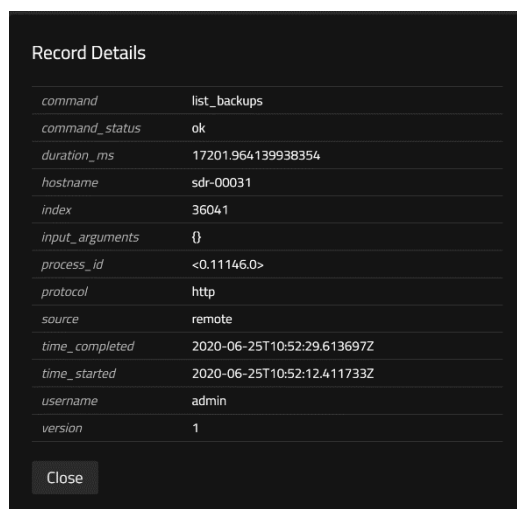 Record Details
command list_backups
command_status ok
duration_ms 17201.964139938354
hostname sdr-00031
index 36041
input_arguments {}
process_id <0.11146.0>
protocol http
source remote
time_completed 2020-06-25T10:52:29.613697Z
time_started 2020-06-25T10:52:12.411733Z
username admin
version 1
Close